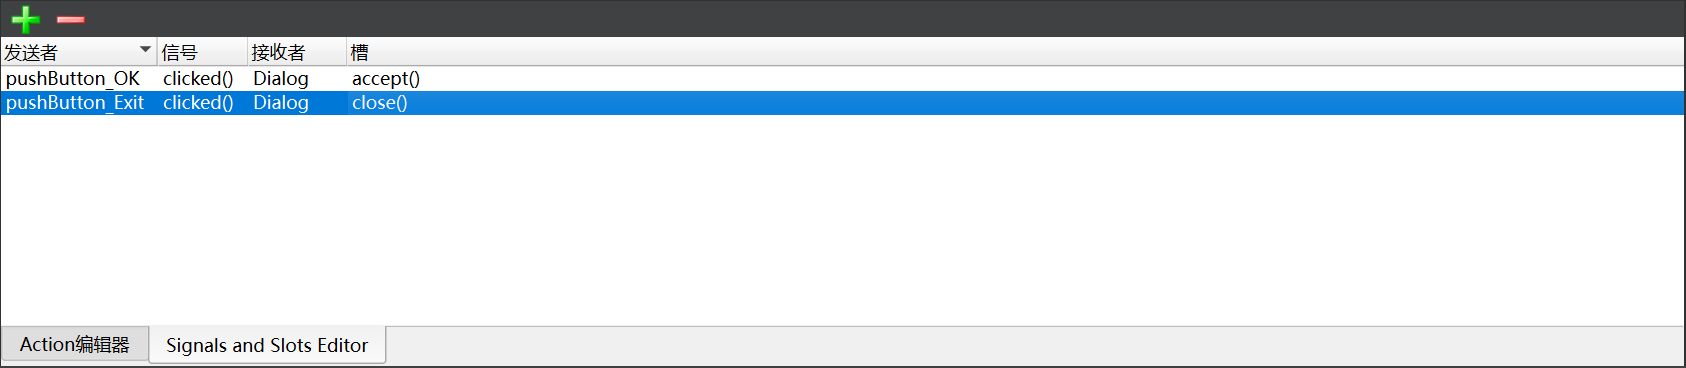 发送者 信号 接收者 槽
pushButton_OK clicked() Dialog accept()
pushButton_Exit clicked() Dialog close()
Action编辑器 Signals and Slots Editor